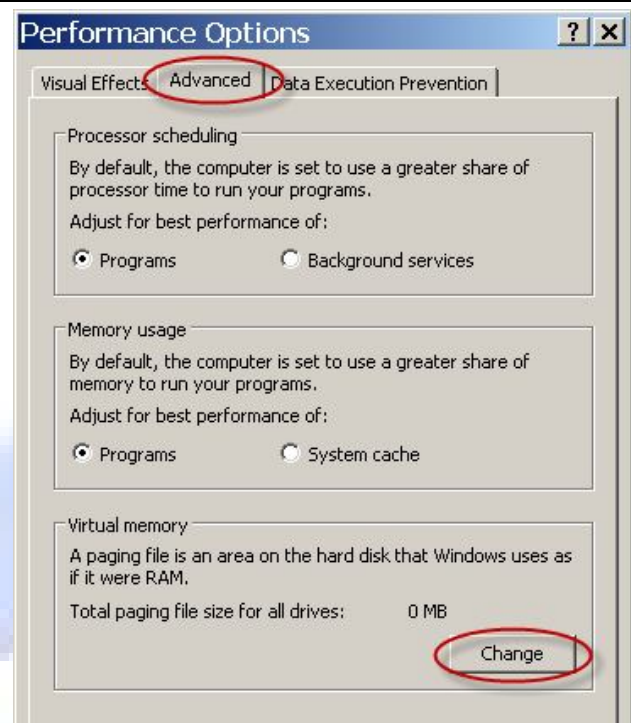 Performance Options
? ×
Visual Effects Advanced Data Execution Prevention
Processor scheduling
By default, the computer is set to use a greater share of
processor time to run your programs.
Adjust for best performance of:
Programs Background services
Memory usage
By default, the computer is set to use a greater share of
memory to run your programs.
Adjust for best performance of:
Programs System cache
Virtual memory
A paging file is an area on the hard disk that Windows uses as
if it were RAM.
Total paging file size for all drives: 0 MB
Change